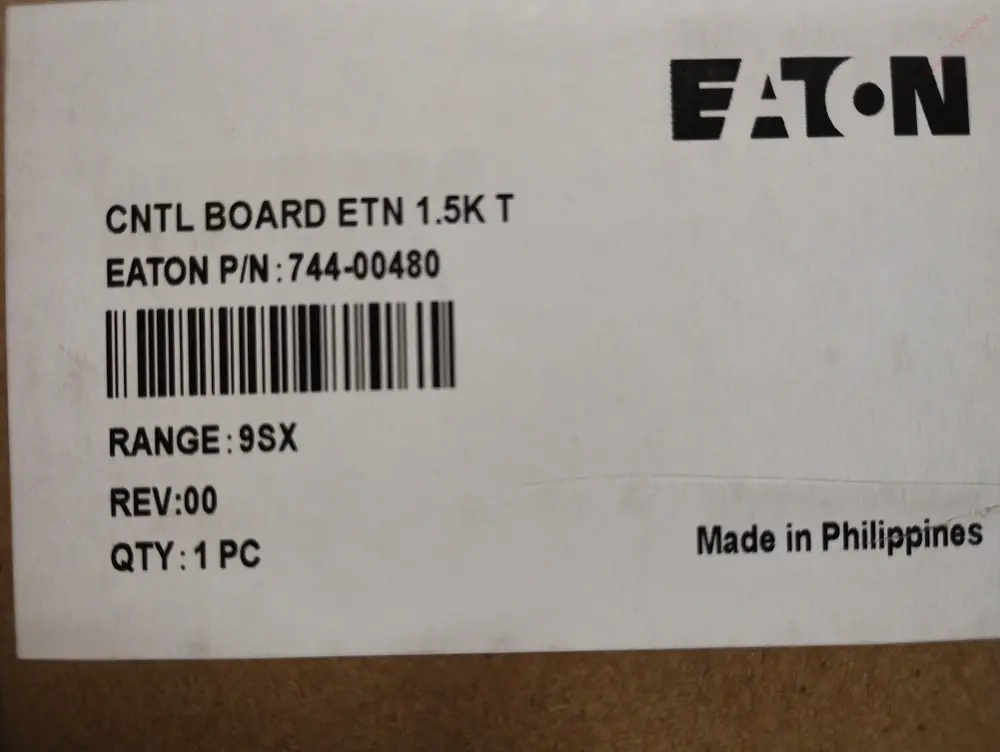 EATON
CNTL BOARD ETN 1.5K T
EATON P/N:744-00480
RANGE:9SX
REV:00
QTY:1 PC
Made in Philippines